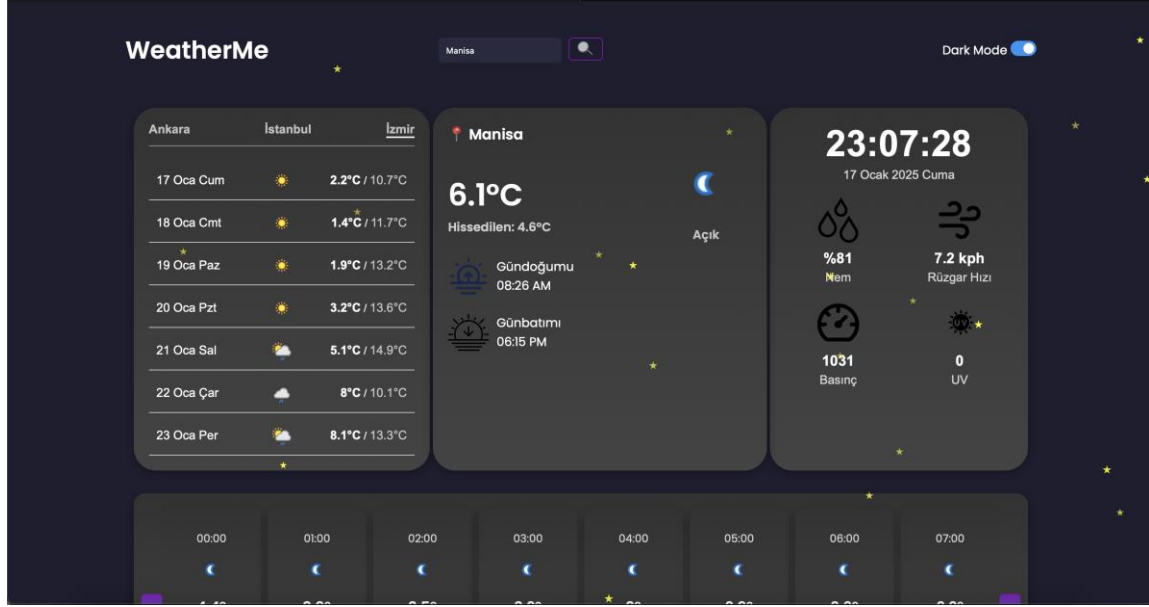 WeatherMe
Manisa
Dark Mode
Ankara İstanbul İzmir
17 Oca Cum 2.2°C / 10.7°C
18 Oca Cmt 1.4°C / 11.7°C
19 Oca Paz 1.9°C / 13.2°C
20 Oca Pzt 3.2°C / 13.6°C
21 Oca Sal 5.1°C / 14.9°C
22 Oca Çar 8°C / 10.1°C
23 Oca Per 8.1°C / 13.3°C
Manisa
6.1°C
Hissedilen: 4.6°C
Açık
Gündoğumu
08:26 AM
Günbatımı
06:15 PM
23:07:28
17 Ocak 2025 Cuma
%81
Nem
7.2 kph
Rüzgar Hızı
1031
Basınç
UV
0
UV
00:00 01:00 02:00 03:00 04:00 05:00 06:00 07:00